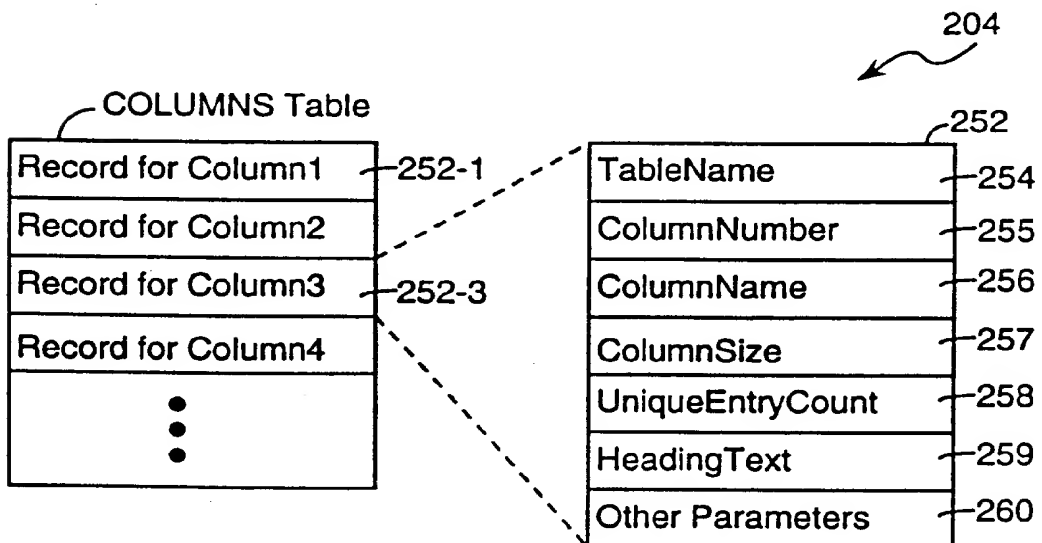 204
COLUMNS Table
Record for Column1
252-1
Record for Column2
Record for Column3
252-3
Record for Column4
252
TableName
254
ColumnNumber
255
ColumnName
256
ColumnSize
257
UniqueEntryCount
258
HeadingText
259
Other Parameters
260